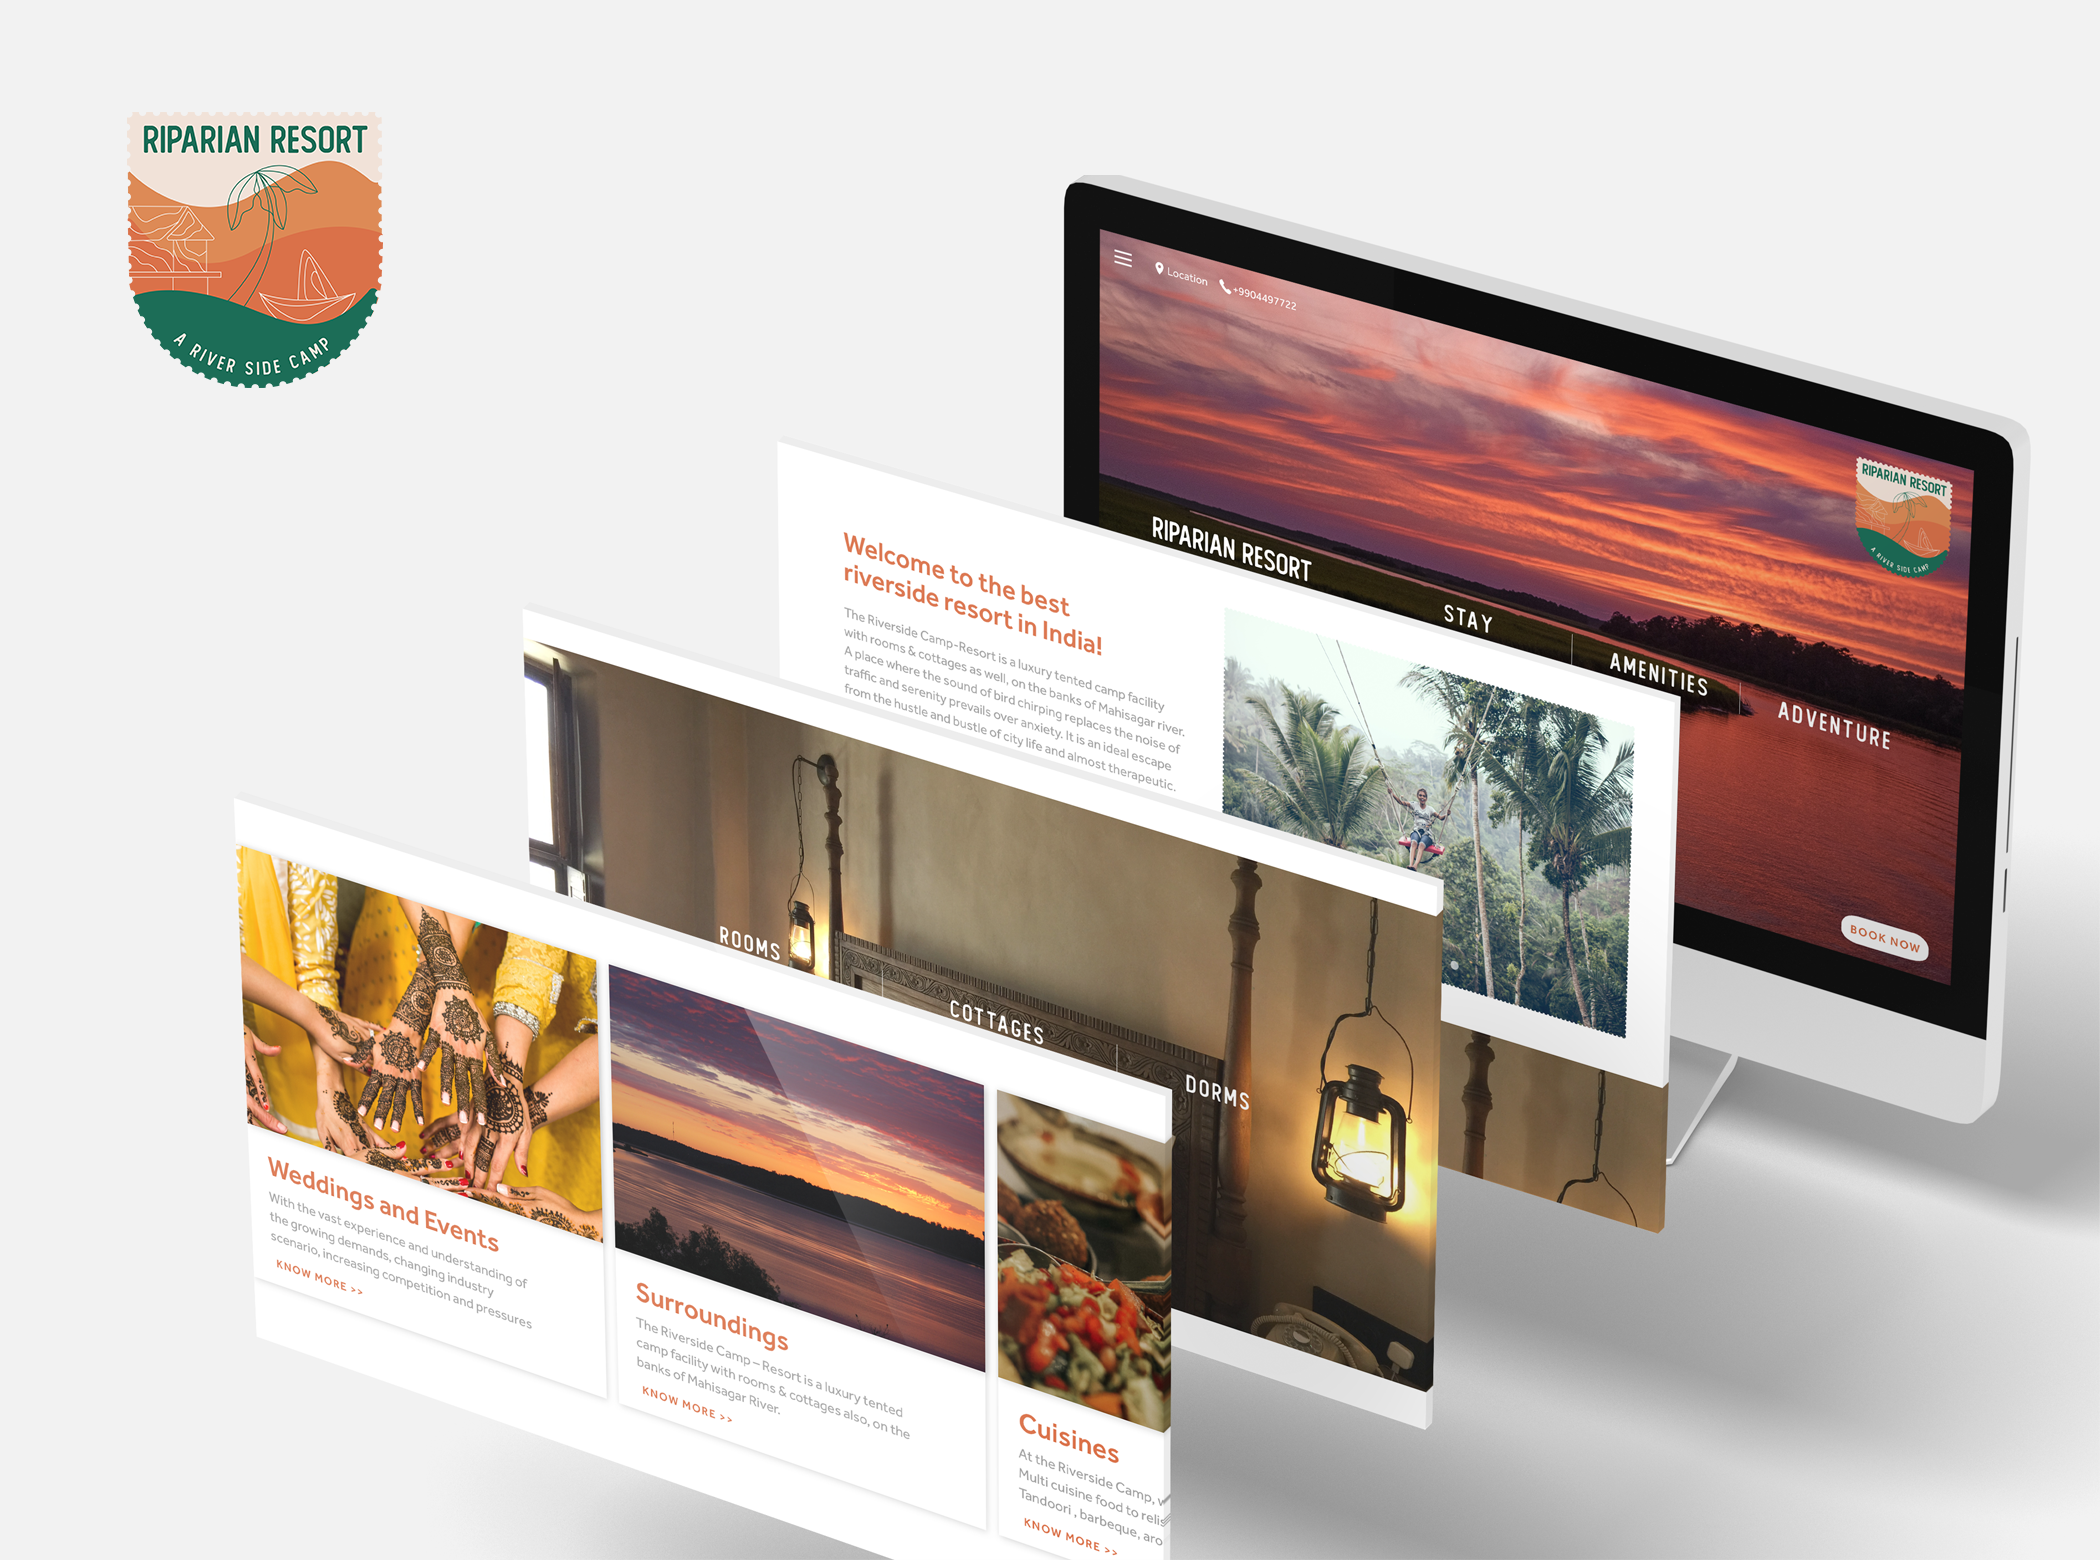 RIPARIAN RESORT
A RIVER SIDE CAMP
Location
+9904497722
RIPARIAN RESORT
A RIVER SIDE CAMP
RIPARIAN RESORT
STAY
AMENITIES
ADVENTURE
BOOK NOW
Welcome to the best
riverside resort in India!
The Riverside Camp-Resort is a luxury tented camp facility
with rooms & cottages as well, on the banks of Mahisagar river.
A place where the sound of bird chirping replaces the noise of
traffic and serenity prevails over anxiety. It is an ideal escape
from the hustle and bustle of city life and almost therapeutic.
ROOMS
COTTAGES
DORMS
Weddings and Events
With the vast experience and understanding of
the growing demands, changing industry
scenario, increasing competition and pressures
KNOW MORE >>
Surroundings
The Riverside Camp – Resort is a luxury tented
camp facility with rooms & cottages also, on the
banks of Mahisagar River.
KNOW MORE >>
Cuisines
At the Riverside Camp,
Multi cuisine food to
Tandoori , barbeque,
KNOW MORE >>